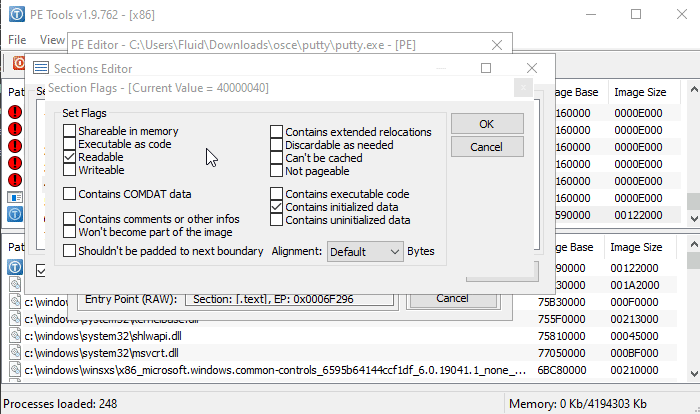 PE Tools v1.9.762 - [x86]
File View
PE Editor - C:\Users\Fluid\Downloads\osce\putty\putty.exe - [PE]
Sections Editor
Section Flags - [Current Value = 40000040]
Set Flags
Shareable in memory
Executable as code
Readable
Writeable
Contains COMDAT data
Contains comments or other infos
Won't become part of the image
Shouldn't be padded to next boundary
Contains extended relocations
Discardable as needed
Can't be cached
Not pageable
Contains executable code
Contains initialized data
Contains uninitialized data
Alignment: Default Bytes
OK
Cancel
Pat
Image Base Image Size
160000 0000E000
160000 0000E000
160000 0000E000
160000 0000E000
160000 0000E000
590000 00122000
Pat
Image Base Image Size
90000 00122000
30000 001A2000
c:\windows 75B30000 000F0000
Entry Point (RAW): Section: [.text], EP: 0x0006F296
Cancel
c:\windows\system32\kernelbase.dll 755F0000 00213000
c:\windows\system32\shlwapi.dll 75810000 00045000
c:\windows\system32\msvcrt.dll 77050000 000BF000
c:\windows\winsxs\x86_microsoft.windows.common-controls_6595b64144ccf1df_6.0.19041.1_none_... 6BC80000 00210000
Processes loaded: 248
Memory: 0 Kb/4194303 Kb